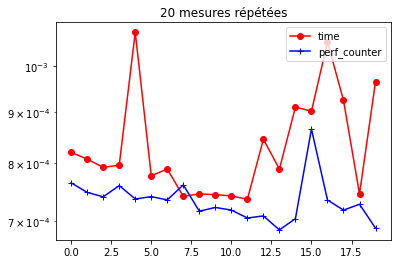 20 mesures répétées
time
perf_counter
10⁻³
9 × 10⁻⁴
8 × 10⁻⁴
7 × 10⁻⁴
0.0 2.5 5.0 7.5 10.0 12.5 15.0 17.5